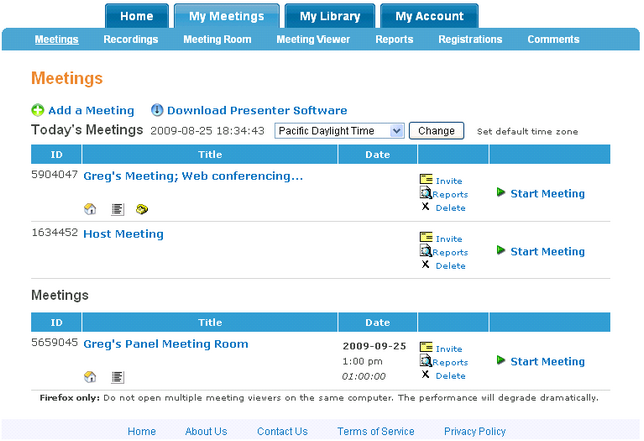 Home My Meetings My Library My Account
Meetings Recordings Meeting Room Meeting Viewer Reports Registrations Comments
Meetings
Add a Meeting Download Presenter Software
Today's Meetings 2009-08-25 18:34:43 Pacific Daylight Time Change Set default time zone
ID Title Date
5904047 Greg's Meeting; Web conferencing... Invite
Reports Start Meeting
Delete
1634452 Host Meeting Invite
Reports Start Meeting
Delete
Meetings
ID Title Date
5659045 Greg's Panel Meeting Room 2009-09-25 Invite
1:00 pm Reports Start Meeting
01:00:00 Delete
Firefox only: Do not open multiple meeting viewers on the same computer. The performance will degrade dramatically.
Home About Us Contact Us Terms of Service Privacy Policy